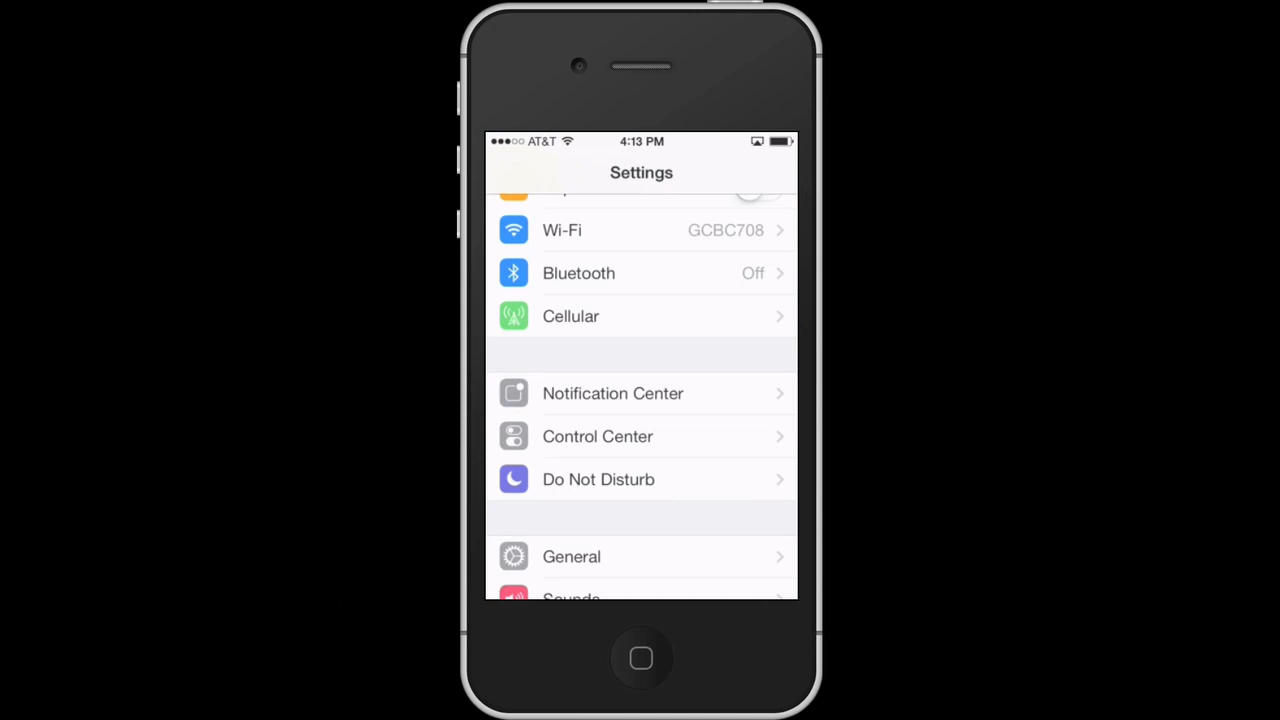 AT&T 4:13 PM
Settings
Wi-Fi GCBC708
Bluetooth Off
Cellular
Notification Center
Control Center
Do Not Disturb
General
Sounds